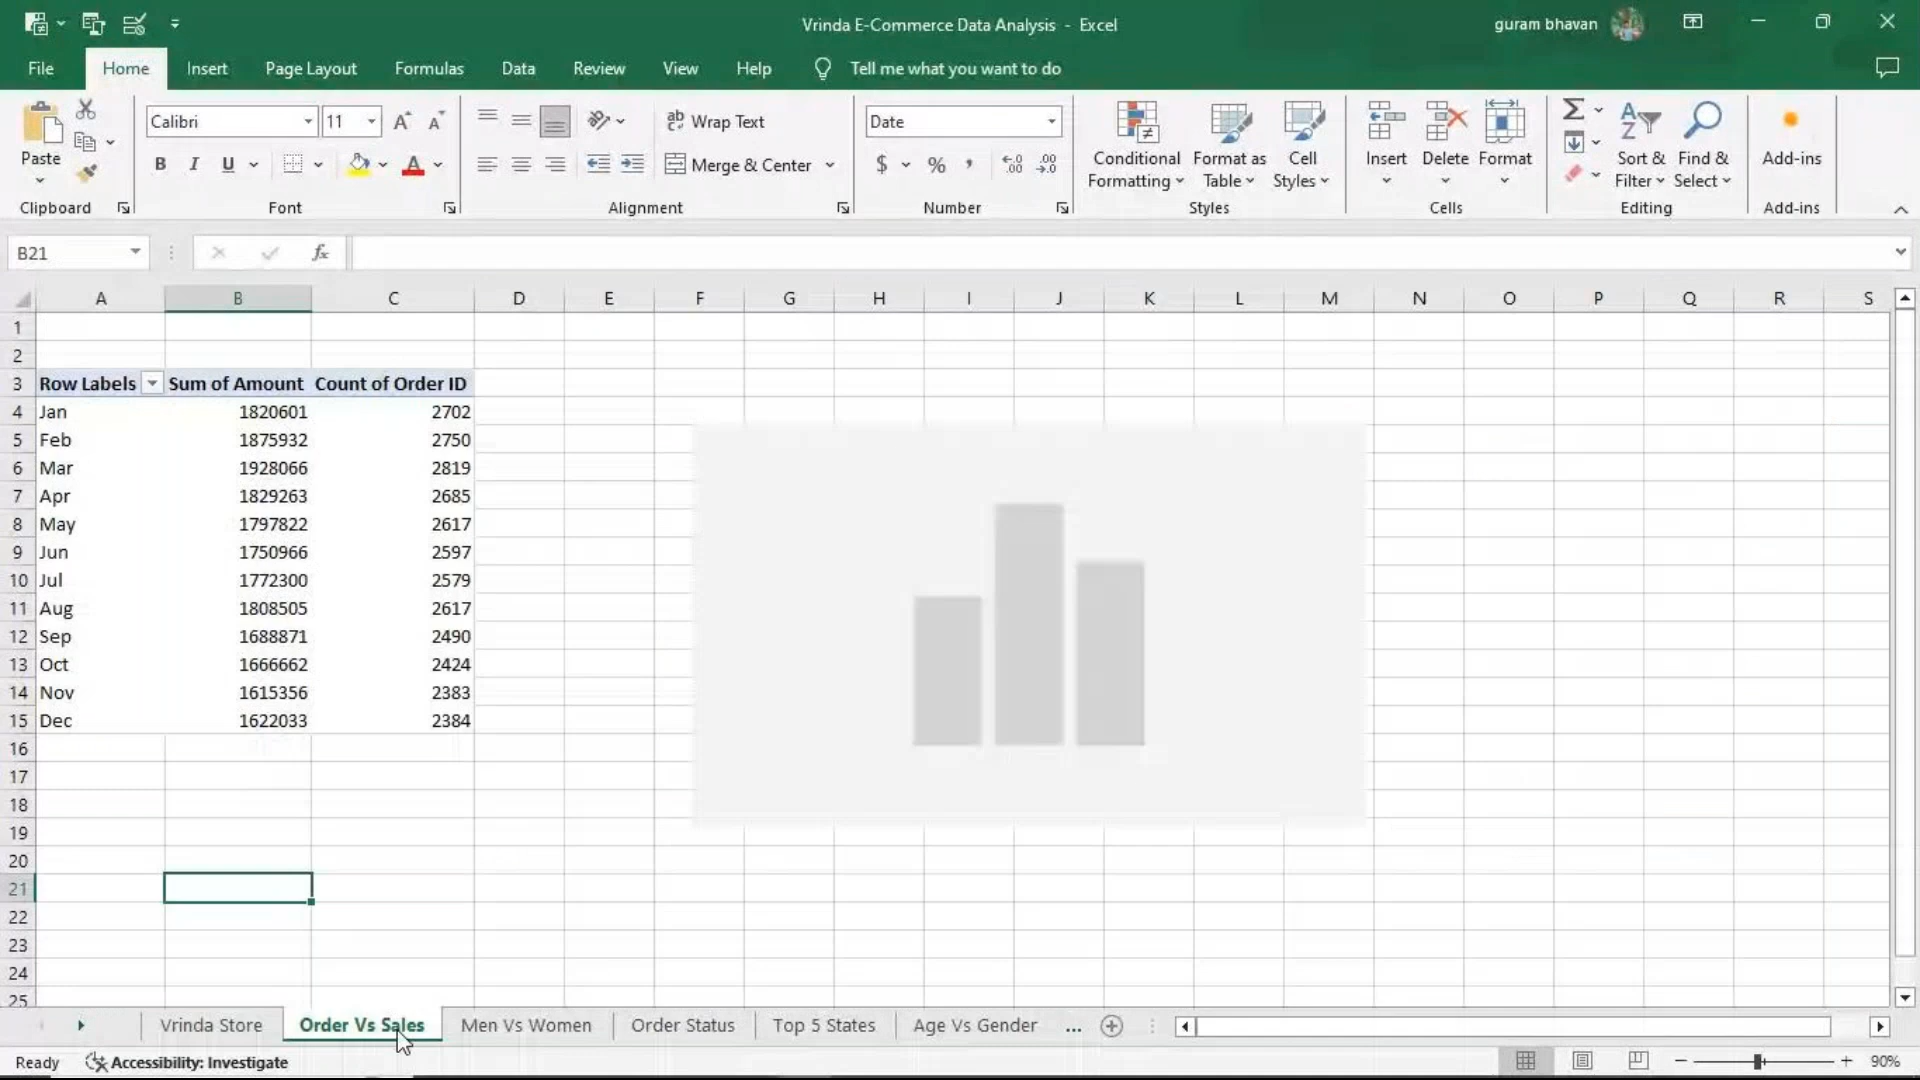 Vrinda E-Commerce Data Analysis - Excel
guram bhavan
File Home Insert Page Layout Formulas Data Review View Help Tell me what you want to do
Paste
Clipboard
Calibri 11
B I U A
Font
ab Wrap Text
Merge & Center
Alignment
Date
$ % ,
Number
Conditional Formatting
Format as Table
Cell Styles
Styles
Insert Delete Format
Cells
Sort & Filter
Find & Select
Editing
Add-ins
Add-ins
B21 fx
A B C D E F G H I J K L M N O P Q R S
1
2
3 Row Labels Sum of Amount Count of Order ID
4 Jan 1820601 2702
5 Feb 1875932 2750
6 Mar 1928066 2819
7 Apr 1829263 2685
8 May 1797822 2617
9 Jun 1750966 2597
10 Jul 1772300 2579
11 Aug 1808505 2617
12 Sep 1688871 2490
13 Oct 1666662 2424
14 Nov 1615356 2383
15 Dec 1622033 2384
16
17
18
19
20
21
22
23
24
25
Vrinda Store Order Vs Sales Men Vs Women Order Status Top 5 States Age Vs Gender ...
Ready Accessibility: Investigate 90%